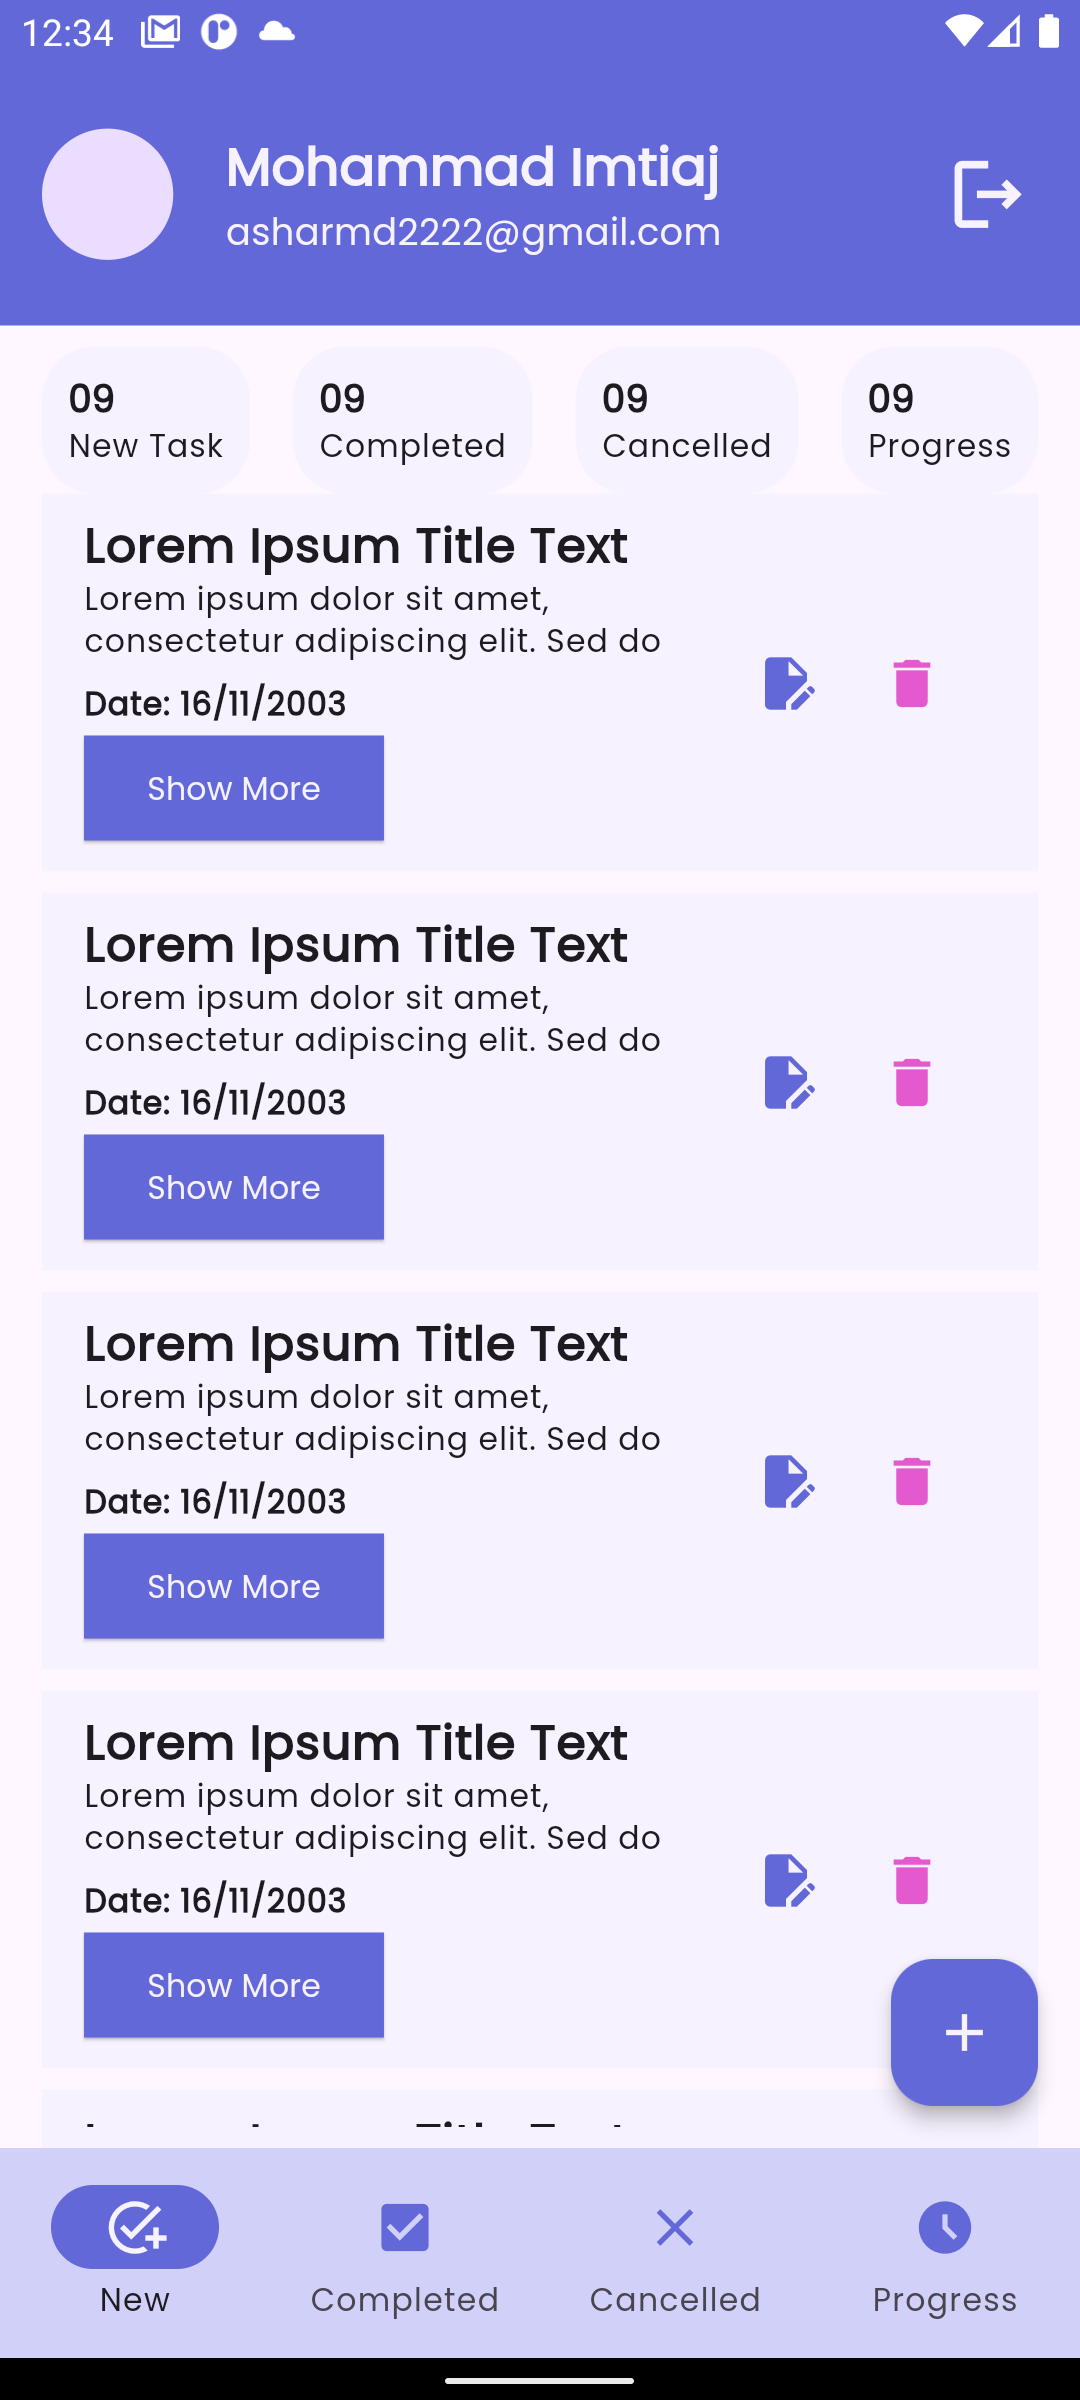 12:34
Mohammad Imtiaj
asharmd2222@gmail.com
09
New Task
09
Completed
09
Cancelled
09
Progress
Lorem Ipsum Title Text
Lorem ipsum dolor sit amet,
consectetur adipiscing elit. Sed do
Date: 16/11/2003
Show More
Lorem Ipsum Title Text
Lorem ipsum dolor sit amet,
consectetur adipiscing elit. Sed do
Date: 16/11/2003
Show More
Lorem Ipsum Title Text
Lorem ipsum dolor sit amet,
consectetur adipiscing elit. Sed do
Date: 16/11/2003
Show More
Lorem Ipsum Title Text
Lorem ipsum dolor sit amet,
consectetur adipiscing elit. Sed do
Date: 16/11/2003
Show More
New
Completed
Cancelled
Progress